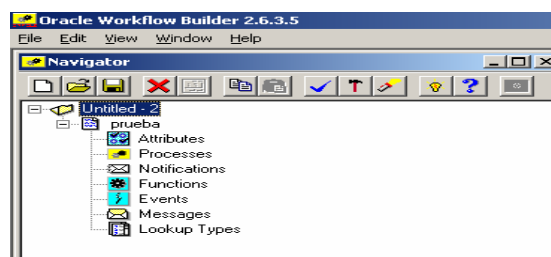 Oracle Workflow Builder 2.6.3.5
File Edit View Window Help
Navigator
Untitled - 2
prueba
Attributes
Processes
Notifications
Functions
Events
Messages
Lookup Types